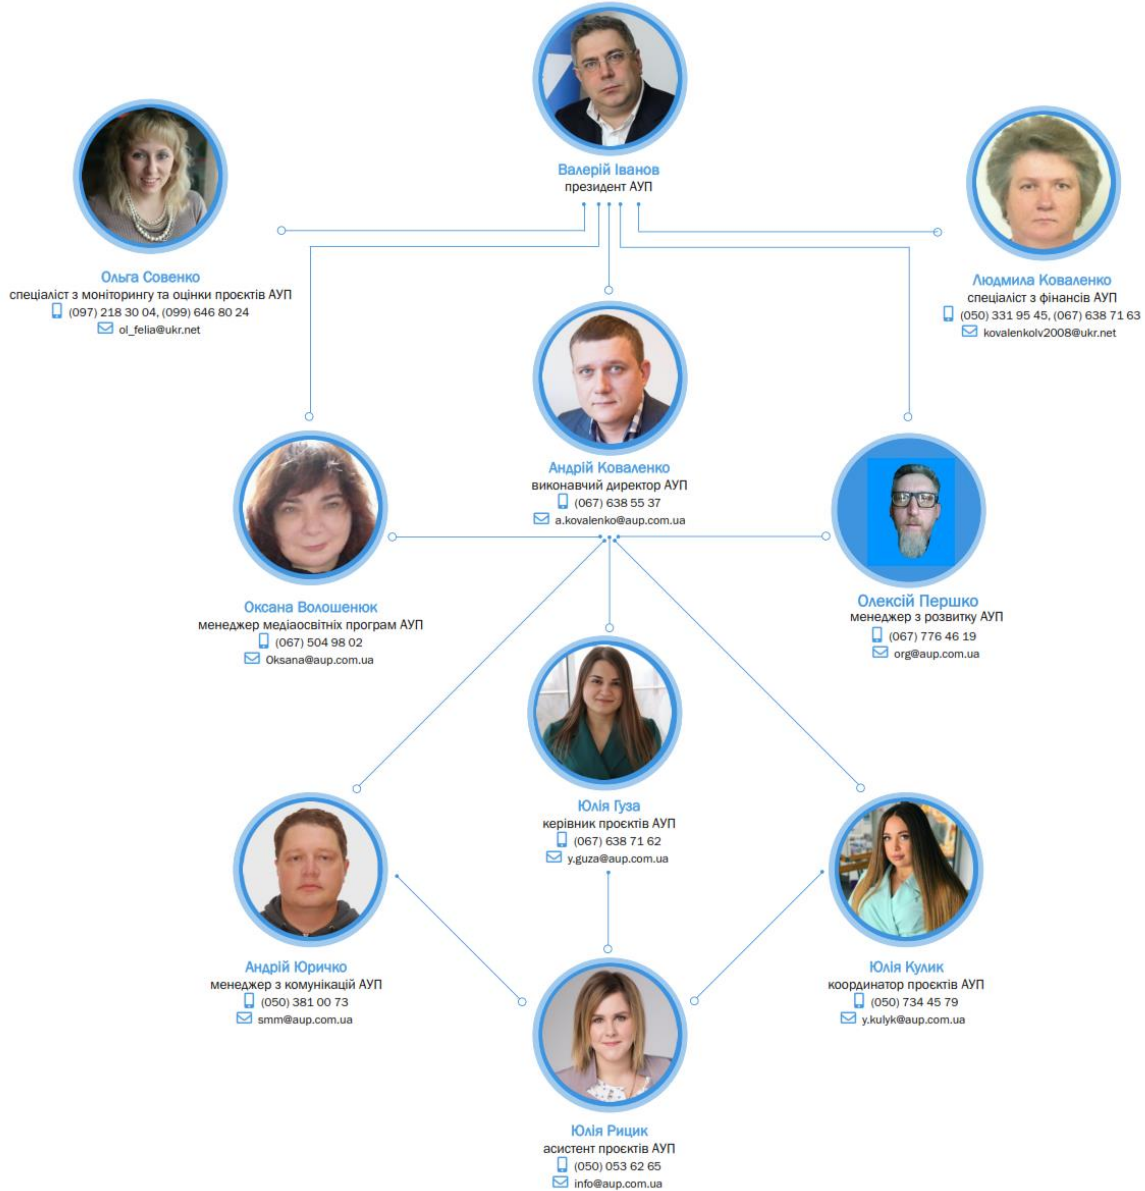 Валерій Іванов
президент АУП
Ольга Совенко
спеціаліст з моніторингу та оцінки проєктів АУП
(097) 218 30 04, (099) 646 80 24
ol_felia@ukr.net
Людмила Коваленко
спеціаліст з фінансів АУП
(050) 331 95 45, (067) 638 71 63
kovalenkolv2008@ukr.net
Андрій Коваленко
виконавчий директор АУП
(067) 638 55 37
a.kovalenko@aup.com.ua
Оксана Волошенюк
менеджер медіаосвітніх програм АУП
(067) 504 98 02
Oksana@aup.com.ua
Олексій Першко
менеджер з розвитку АУП
(067) 776 46 19
org@aup.com.ua
Юлія Гуза
керівник проєктів АУП
(067) 638 71 62
y.guza@aup.com.ua
Андрій Юричко
менеджер з комунікацій АУП
(050) 381 00 73
smm@aup.com.ua
Юлія Кулик
координатор проєктів АУП
(050) 734 45 79
y.kulyk@aup.com.ua
Юлія Рицик
асистент проєктів АУП
(050) 053 62 65
info@aup.com.ua